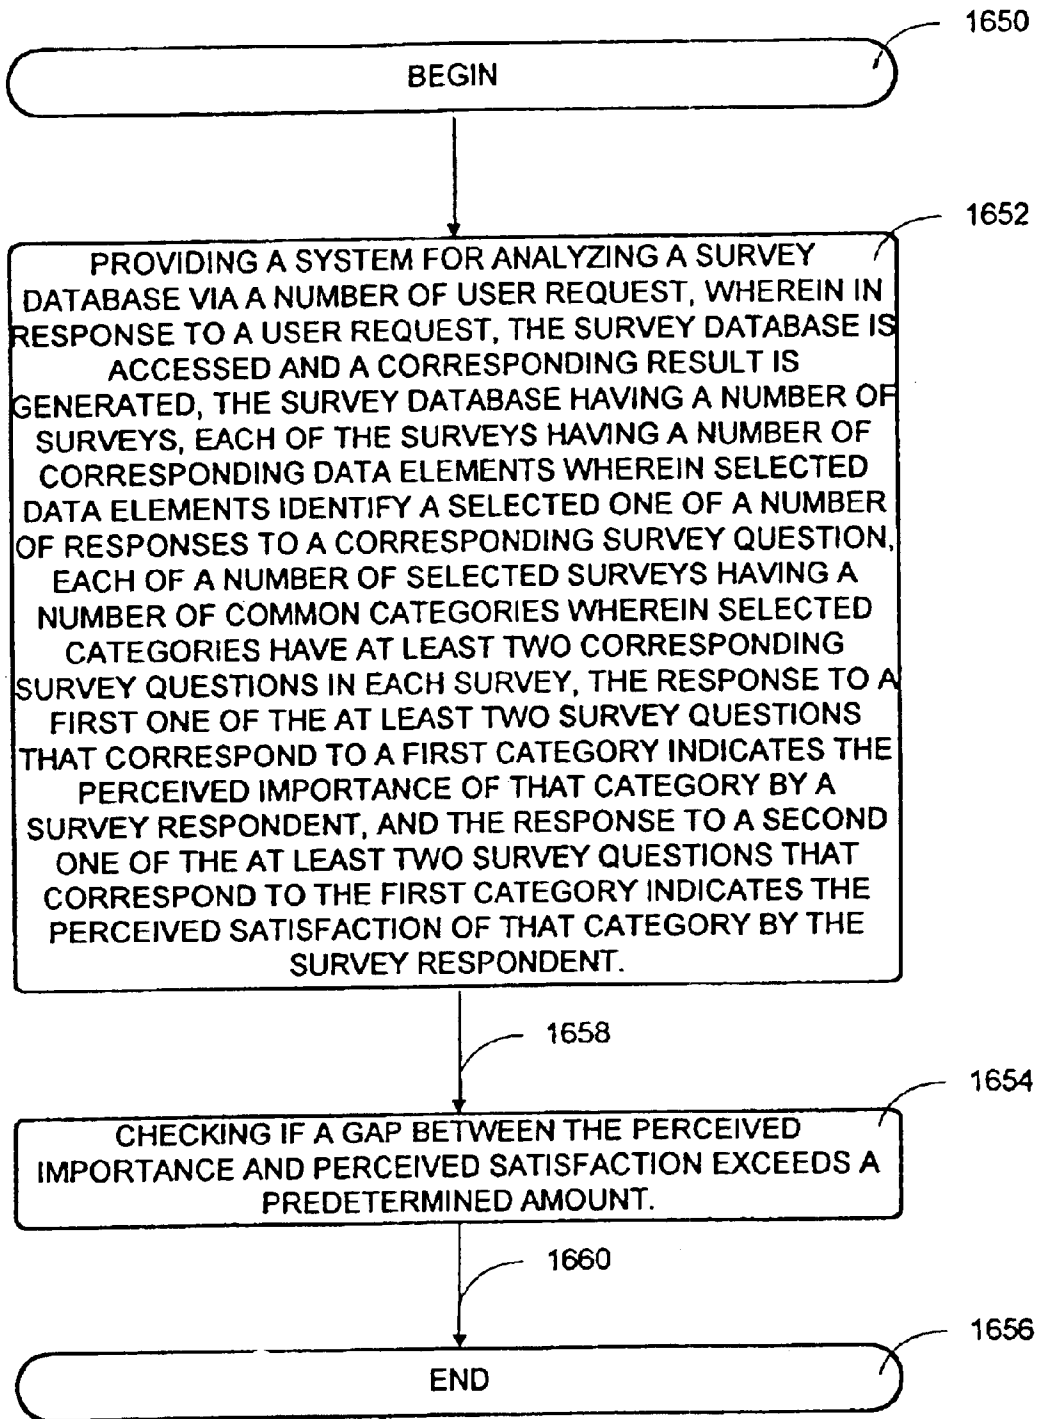 1650
BEGIN
1652
PROVIDING A SYSTEM FOR ANALYZING A SURVEY
DATABASE VIA A NUMBER OF USER REQUEST, WHEREIN IN
RESPONSE TO A USER REQUEST, THE SURVEY DATABASE IS
ACCESSED AND A CORRESPONDING RESULT IS
GENERATED, THE SURVEY DATABASE HAVING A NUMBER OF
SURVEYS, EACH OF THE SURVEYS HAVING A NUMBER OF
CORRESPONDING DATA ELEMENTS WHEREIN SELECTED
DATA ELEMENTS IDENTIFY A SELECTED ONE OF A NUMBER
OF RESPONSES TO A CORRESPONDING SURVEY QUESTION,
EACH OF A NUMBER OF SELECTED SURVEYS HAVING A
NUMBER OF COMMON CATEGORIES WHEREIN SELECTED
CATEGORIES HAVE AT LEAST TWO CORRESPONDING
SURVEY QUESTIONS IN EACH SURVEY, THE RESPONSE TO A
FIRST ONE OF THE AT LEAST TWO SURVEY QUESTIONS
THAT CORRESPOND TO A FIRST CATEGORY INDICATES THE
PERCEIVED IMPORTANCE OF THAT CATEGORY BY A
SURVEY RESPONDENT, AND THE RESPONSE TO A SECOND
ONE OF THE AT LEAST TWO SURVEY QUESTIONS THAT
CORRESPOND TO THE FIRST CATEGORY INDICATES THE
PERCEIVED SATISFACTION OF THAT CATEGORY BY THE
SURVEY RESPONDENT.
1658
1654
CHECKING IF A GAP BETWEEN THE PERCEIVED
IMPORTANCE AND PERCEIVED SATISFACTION EXCEEDS A
PREDETERMINED AMOUNT.
1660
1656
END